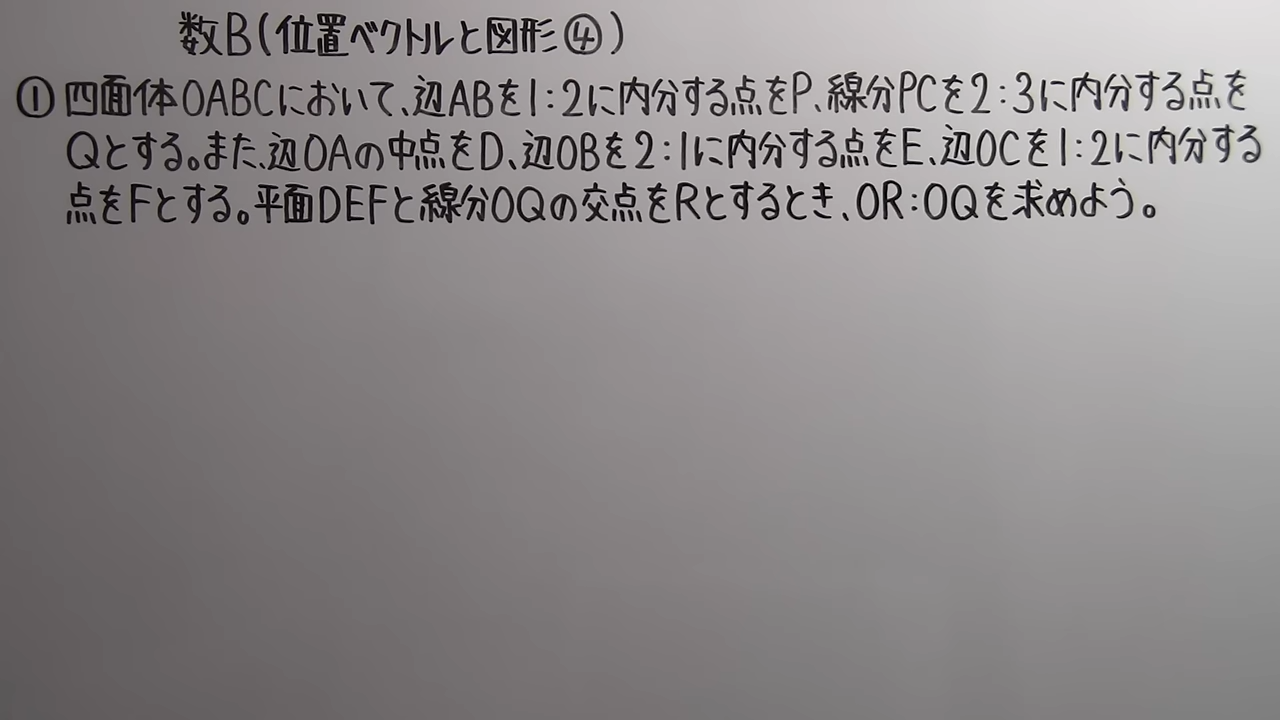 数B(位置ベクトルと図形④)
① 四面体OABCにおいて、辺ABを1:2に内分する点をP、線分PCを2:3に内分する点を
Qとする。また、辺OAの中点をD、辺OBを2:1に内分する点をE、辺OCを1:2に内分する
点をFとする。平面DEFと線分OQの交点をRとするとき、OR:OQを求めよう。